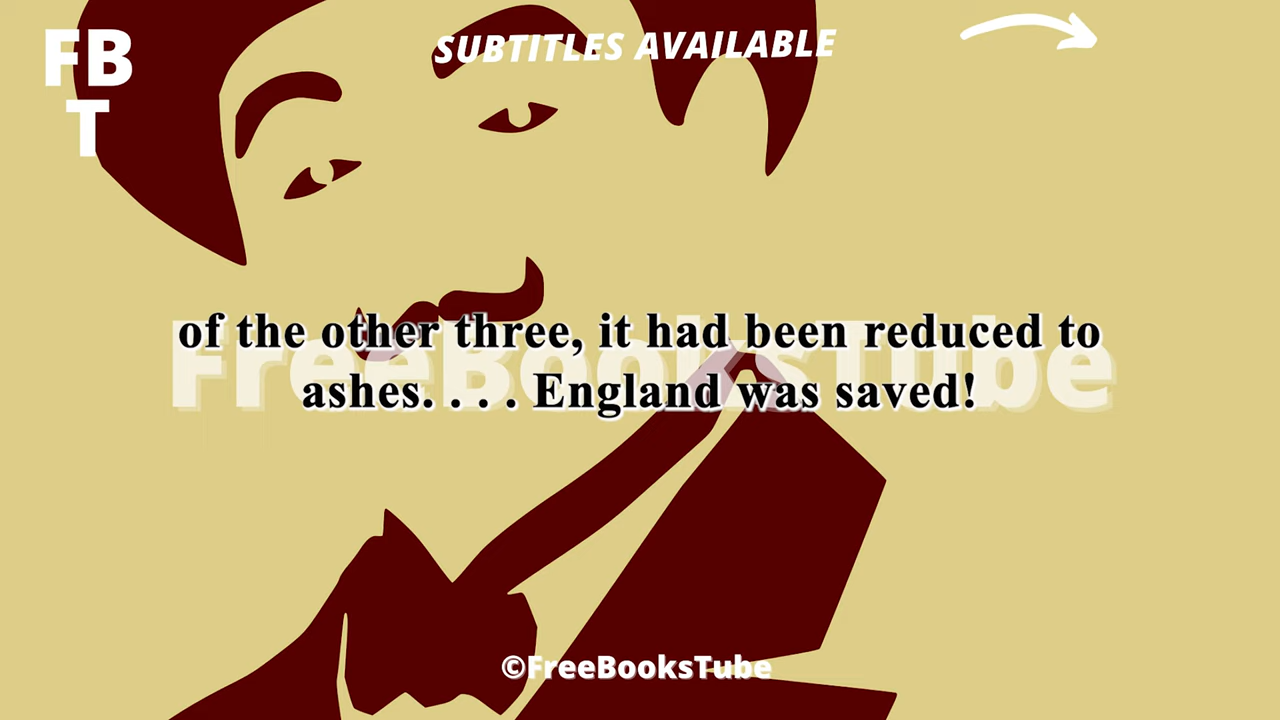 FB
T
SUBTITLES AVAILABLE
FreeBooksTube
of the other three, it had been reduced to
ashes. . . . England was saved!
©FreeBooksTube